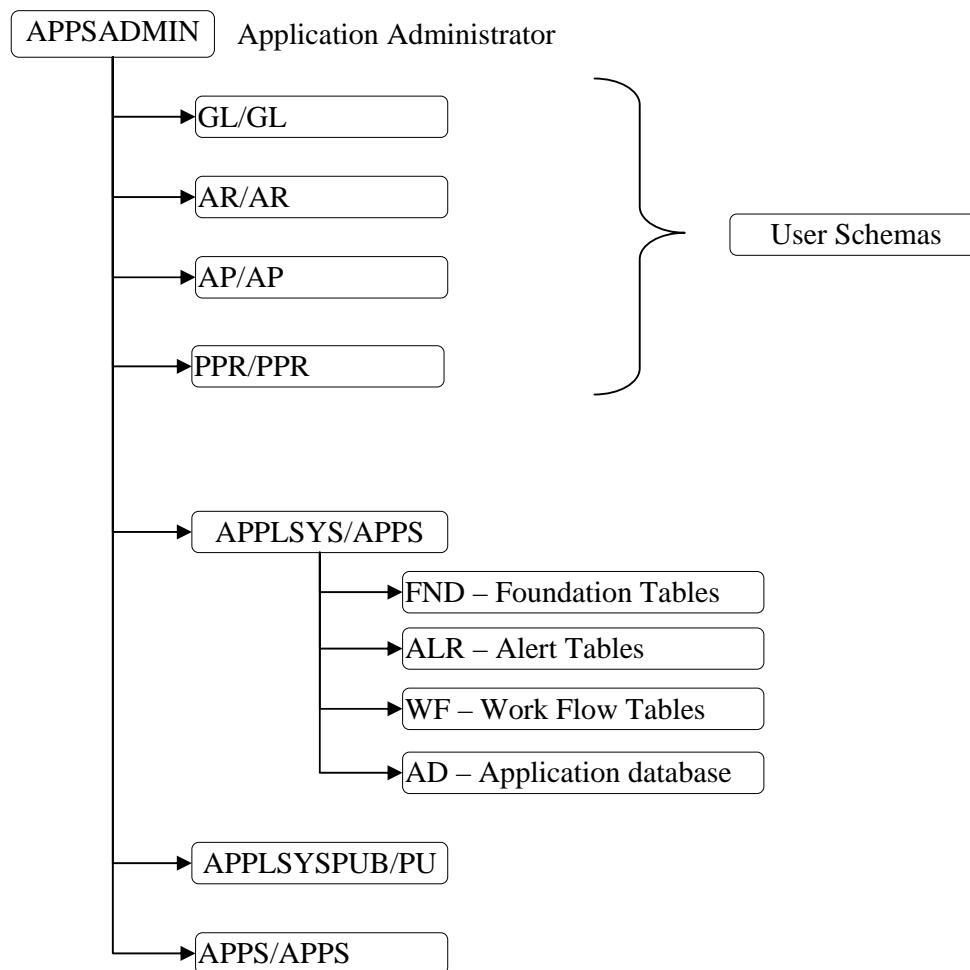 APPSADMIN Application Administrator
GL/GL
AR/AR
User Schemas
AP/AP
PPR/PPR
APPLSYS/APPS
FND – Foundation Tables
ALR – Alert Tables
WF – Work Flow Tables
AD – Application database
APPLSYSPUB/PU
APPS/APPS